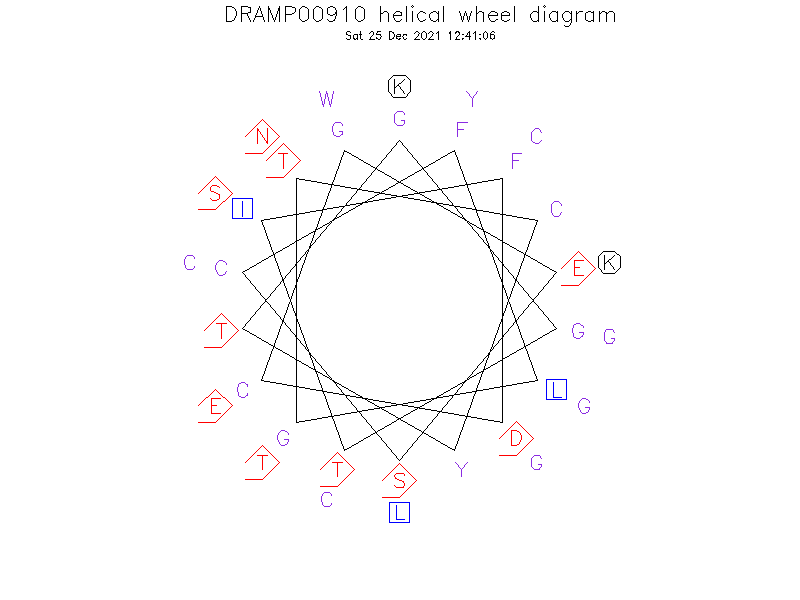 DRAMP00910 helical wheel diagram
Sat 25 Dec 2021 12:41:06
K
W Y
G G F
N C
T F
S I C
C C E K
T G G
C L
E G
G D
T T Y G
C S
L